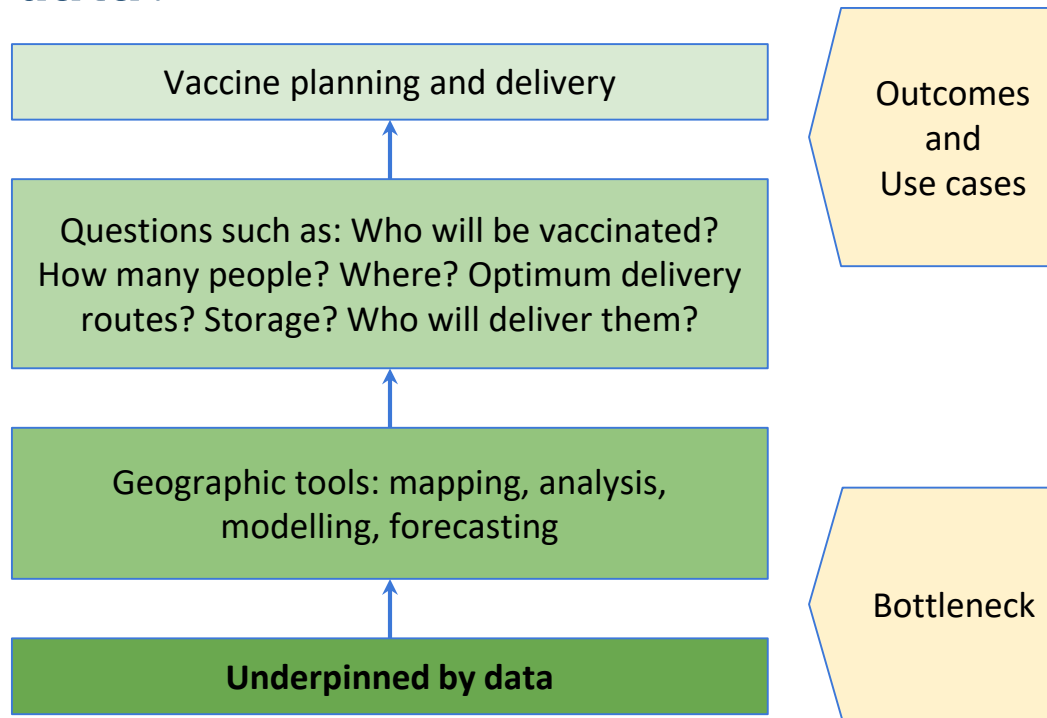 Vaccine planning and delivery
Outcomes
and
Use cases
Questions such as: Who will be vaccinated?
How many people? Where? Optimum delivery
routes? Storage? Who will deliver them?
Geographic tools: mapping, analysis,
modelling, forecasting
Bottleneck
Underpinned by data